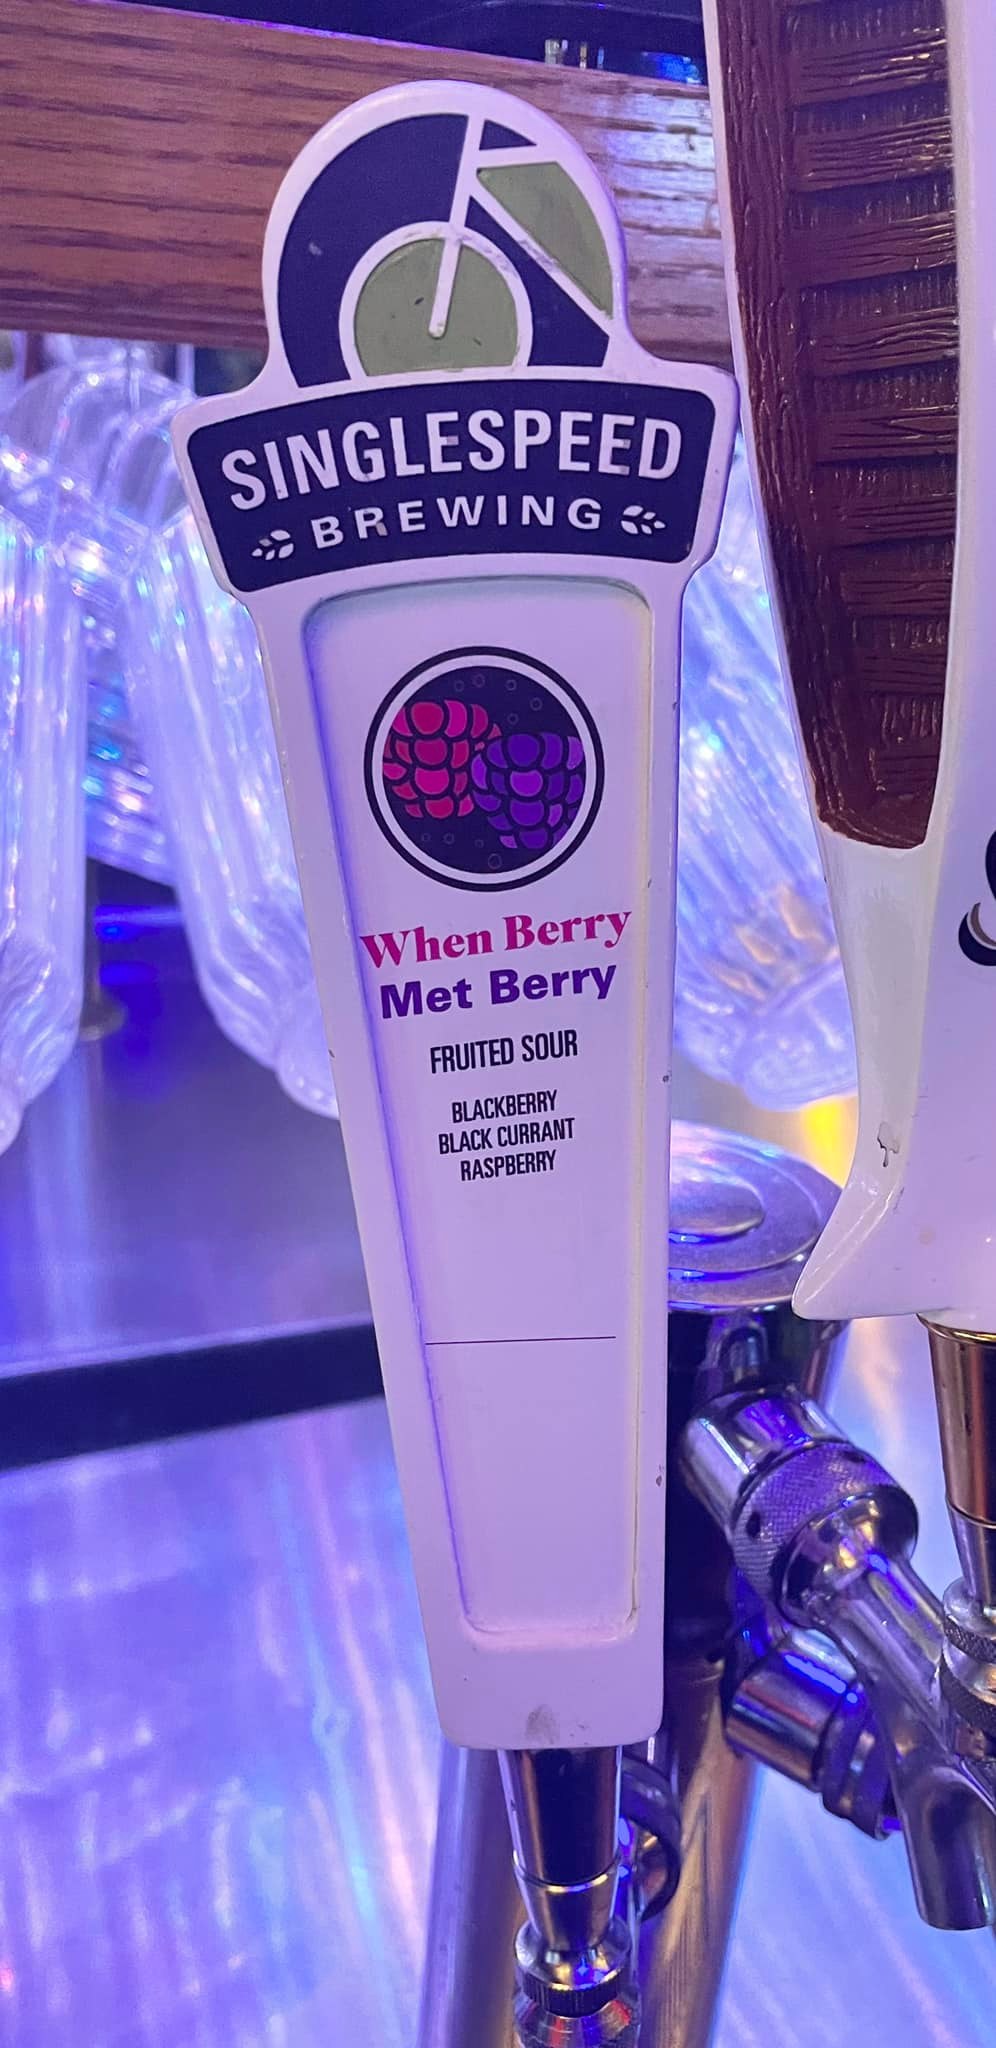 SINGLESPEED
BREWING
When Berry
Met Berry
FRUITED SOUR
BLACKBERRY
BLACK CURRANT
RASPBERRY